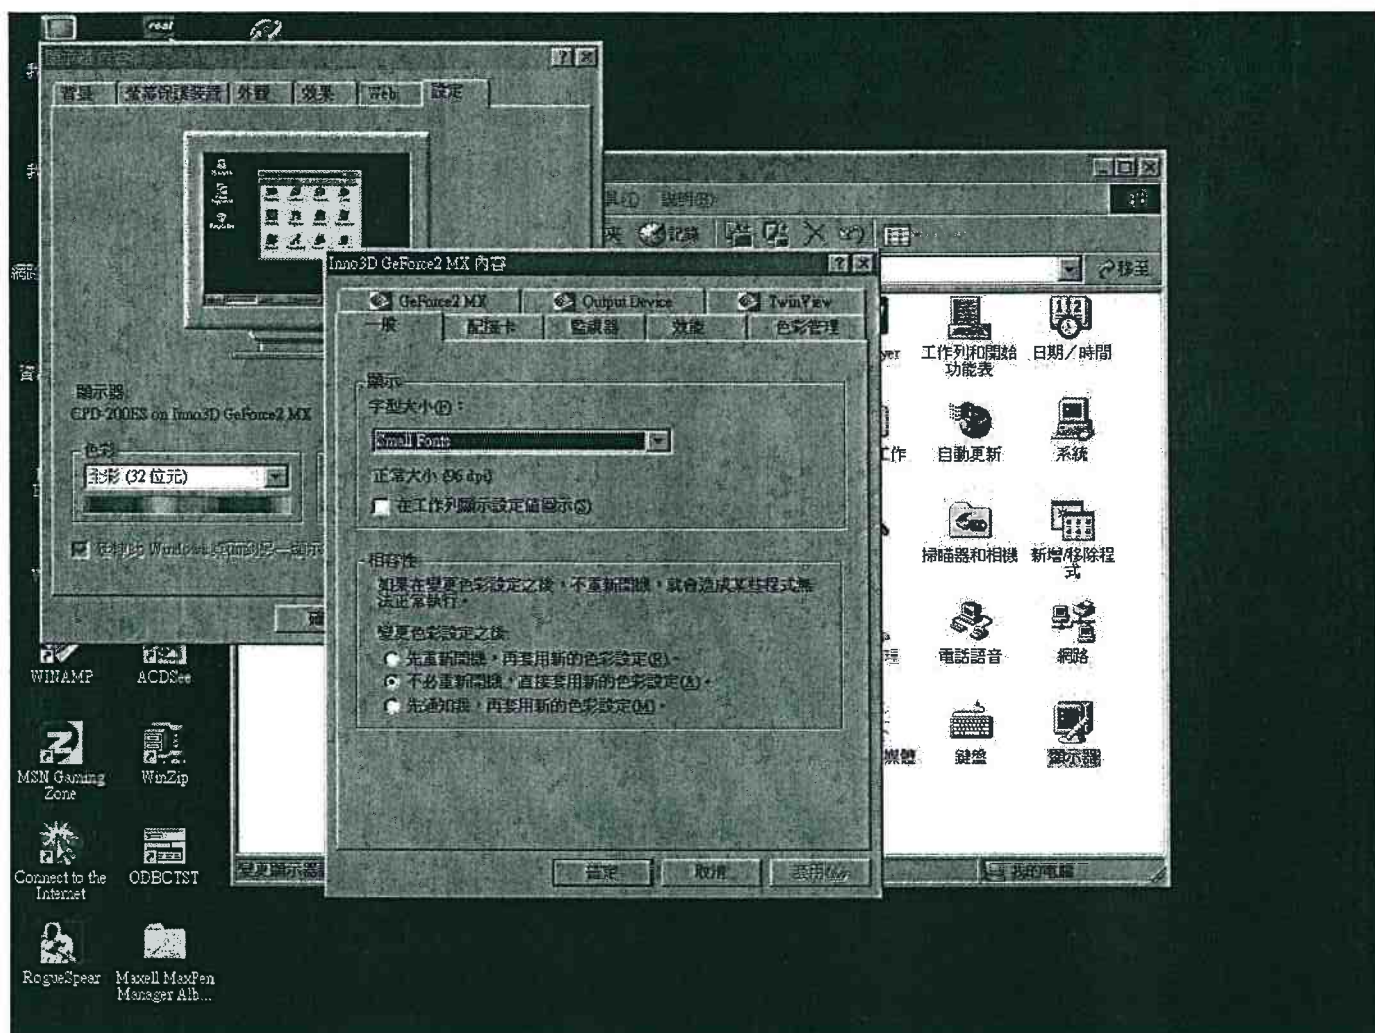 real
背景
螢幕保護裝置
外觀
效果
Web
設定
顯示器:
CPD-200ES on Inno3D GeForce2 MX
色彩
全彩 (32 位元)
說明(H)
記錄
移至
Inno3D GeForce2 MX 內容
GeForce2 MX
Output Device
TwinView
一般
配接卡
監視器
效能
色彩管理
顯示
字型大小(F)：
Small Fonts
正常大小 (96 dpi)
在工作列顯示設定值圖示(S)
相容性
如果在變更色彩設定之後，不重新開機，就會造成某些程式無
法正常執行。
變更色彩設定之後:
先重新開機，再套用新的色彩設定(R)。
不必重新開機，直接套用新的色彩設定(A)。
先通知我，再套用新的色彩設定(M)。
確定
取消
套用(A)
工作列和開始
功能表
日期／時間
自動更新
系統
掃瞄器和相機
新增/移除程
式
電話語音
網路
鍵盤
顯示器
我的電腦
WINAMP
ACDSee
MSN Gaming
Zone
WinZip
Connect to the
Internet
ODBCTST
RogueSpear
Maxell MaxPen
Manager Alb...